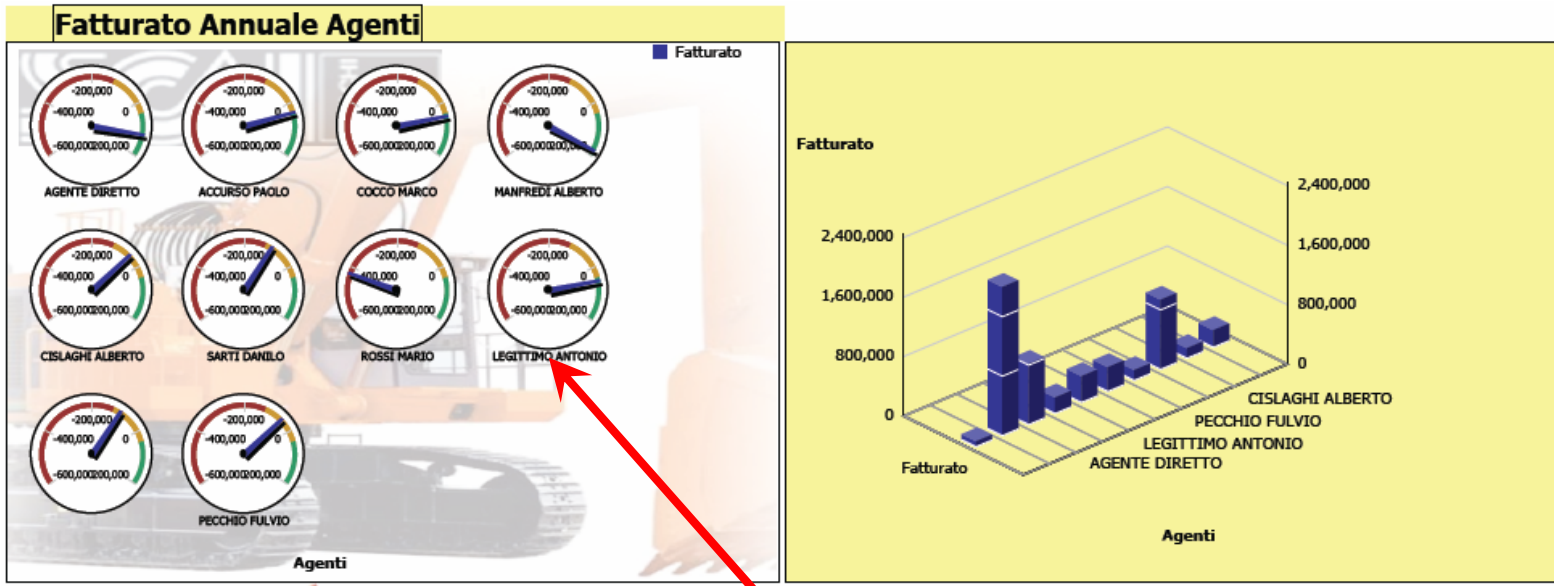 Fatturato Annuale Agenti
Fatturato
-200,000 -200,000 -200,000 -200,000
-400,000 0 -400,000 0 -400,000 0 -400,000 0
-600,000 200,000 -600,000 200,000 -600,000 200,000 -600,000 200,000
AGENTE DIRETTO ACCURSO PAOLO COCCO MARCO MANFREDI ALBERTO
-200,000 -200,000 -200,000 -200,000
-400,000 0 -400,000 0 -400,000 0 -400,000 0
-600,000 200,000 -600,000 200,000 -600,000 200,000 -600,000 200,000
CISLAGHI ALBERTO SARTI DANILO ROSSI MARIO LEGITTIMO ANTONIO
-200,000 -200,000
-400,000 0 -400,000 0
-600,000 200,000 -600,000 200,000
PECCHIO FULVIO
Agenti
Fatturato
2,400,000
2,400,000
1,600,000
1,600,000
800,000
800,000
0
0
CISLAGHI ALBERTO
PECCHIO FULVIO
LEGITTIMO ANTONIO
Fatturato AGENTE DIRETTO
Agenti